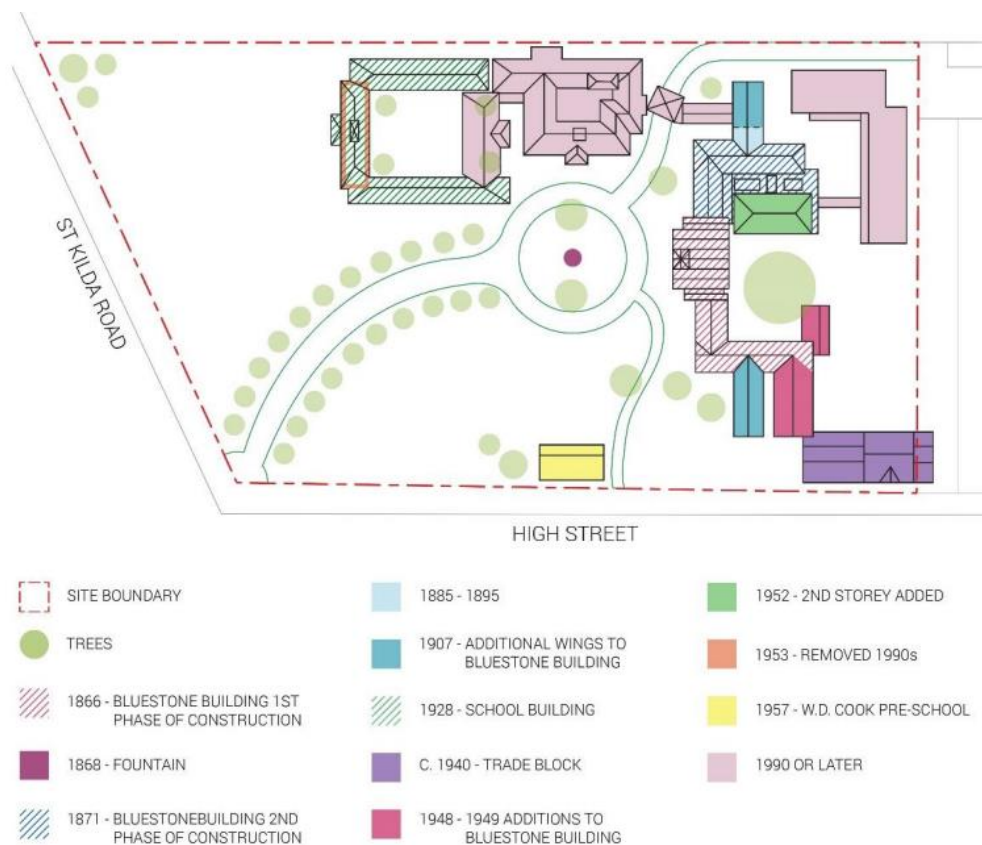 ST KILDA ROAD
HIGH STREET
SITE BOUNDARY
TREES
1866 - BLUESTONE BUILDING 1ST
PHASE OF CONSTRUCTION
1868 - FOUNTAIN
1871 - BLUESTONEBUILDING 2ND
PHASE OF CONSTRUCTION
1885 - 1895
1907 - ADDITIONAL WINGS TO
BLUESTONE BUILDING
1928 - SCHOOL BUILDING
C. 1940 - TRADE BLOCK
1948 - 1949 ADDITIONS TO
BLUESTONE BUILDING
1952 - 2ND STOREY ADDED
1953 - REMOVED 1990s
1957 - W.D. COOK PRE-SCHOOL
1990 OR LATER